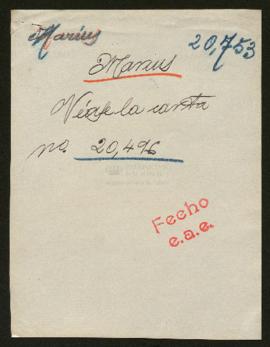 Marius 20,753
Marius
Véase la carta
no. 20,496
Fecho
e.a.e.